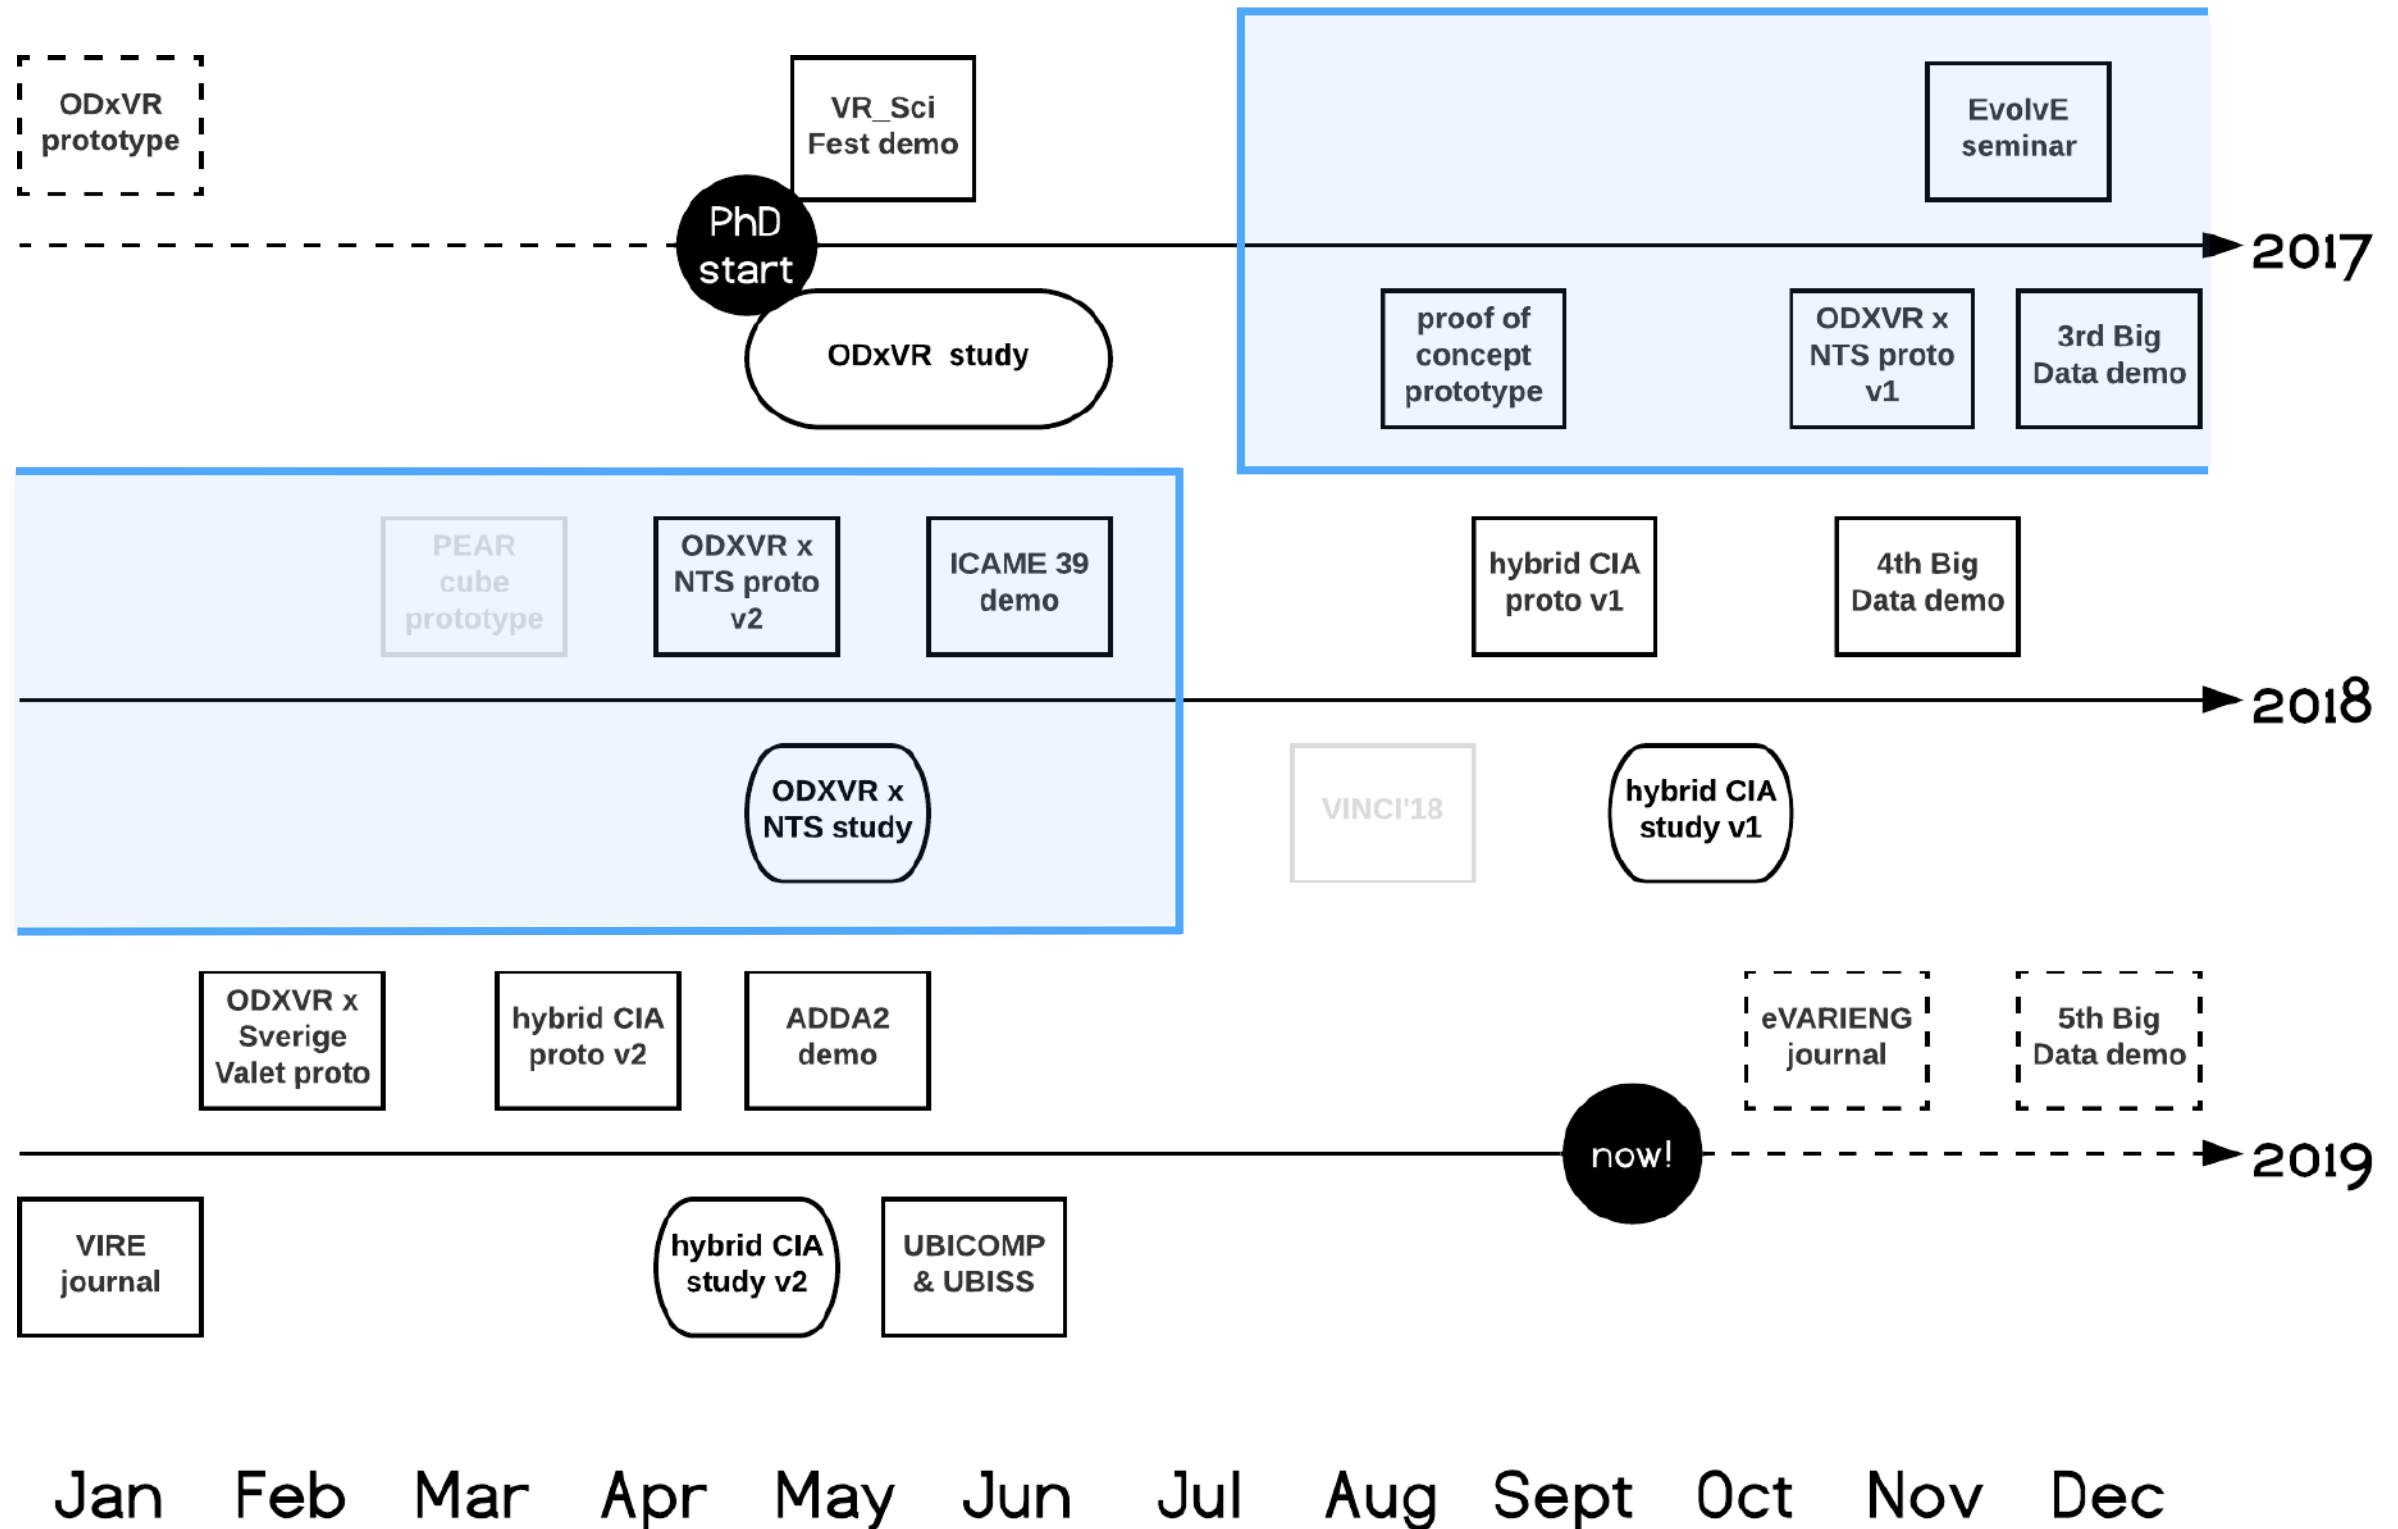 ODxVR
prototype
VR_Sci
Fest demo
EvolvE
seminar
PhD
start
2017
ODxVR study
proof of
concept
prototype
ODXVR x
NTS proto
v1
3rd Big
Data demo
PEAR
cube
prototype
ODXVR x
NTS proto
v2
ICAME 39
demo
hybrid CIA
proto v1
4th Big
Data demo
2018
ODXVR x
NTS study
VINCI'18
hybrid CIA
study v1
ODXVR x
Sverige
Valet proto
hybrid CIA
proto v2
ADDA2
demo
eVARIENG
journal
5th Big
Data demo
now!
2019
VIRE
journal
hybrid CIA
study v2
UBICOMP
& UBISS
Jan Feb Mar Apr May Jun Jul Aug Sept Oct Nov Dec